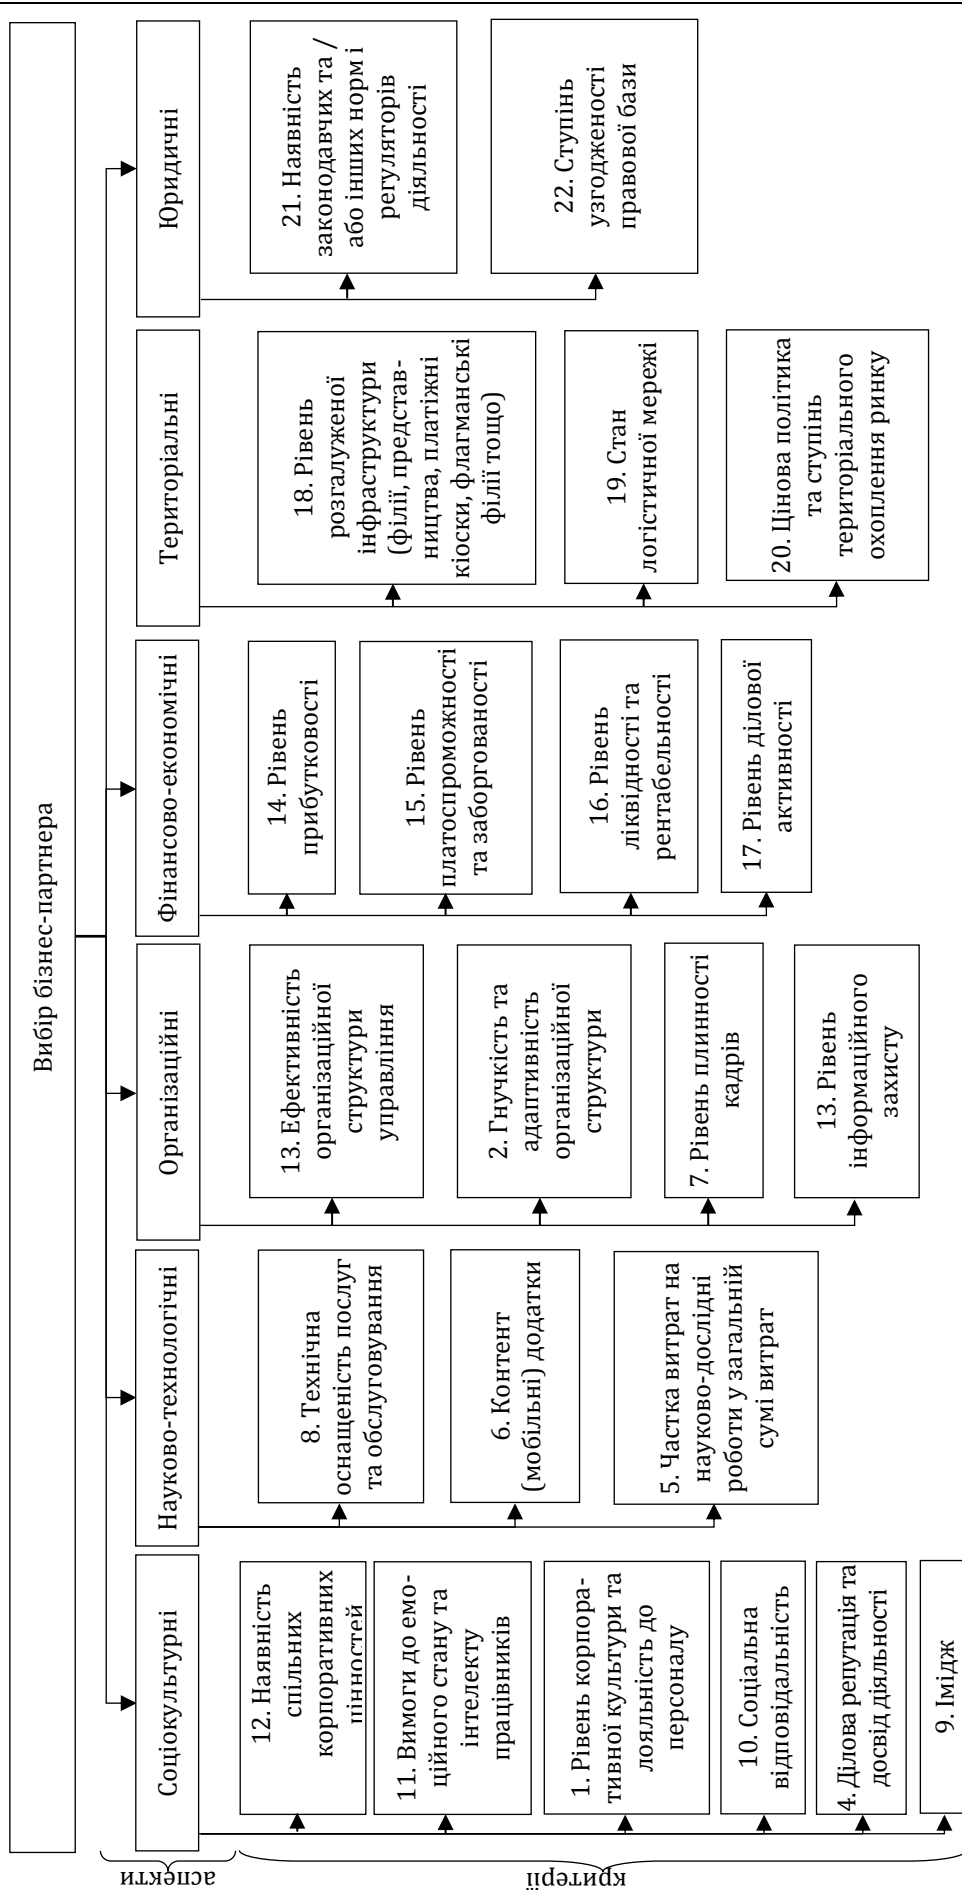 Вибір бізнес-партнера
аспекти
Соціокультурні
Науково-технологічні
Організаційні
Фінансово-економічні
Територіальні
Юридичні
критерії
12. Наявність
спільних
корпоративних
цінностей
11. Вимоги до емо-
ційного стану та
інтелекту
працівників
1. Рівень корпора-
тивної культури та
лояльність до
персоналу
10. Соціальна
відповідальність
4. Ділова репутація та
досвід діяльності
9. Імідж
8. Технічна
оснащеність послуг
та обслуговування
6. Контент
(мобільні) додатки
5. Частка витрат на
науково-дослідні
роботи у загальній
сумі витрат
13. Ефективність
організаційної
структури
управління
2. Гнучкість та
адаптивність
організаційної
структури
7. Рівень плинності
кадрів
13. Рівень
інформаційного
захисту
14. Рівень
прибутковості
15. Рівень
платоспроможності
та заборгованості
16. Рівень
ліквідності та
рентабельності
17. Рівень ділової
активності
18. Рівень
розгалуженої
інфраструктури
(філії, представ-
ництва, платіжні
кіоски, флагманські
філії тощо)
19. Стан
логістичної мережі
20. Цінова політика
та ступінь
територіального
охоплення ринку
21. Наявність
законодавчих та /
або інших норм і
регуляторів
діяльності
22. Ступінь
узгодженості
правової бази